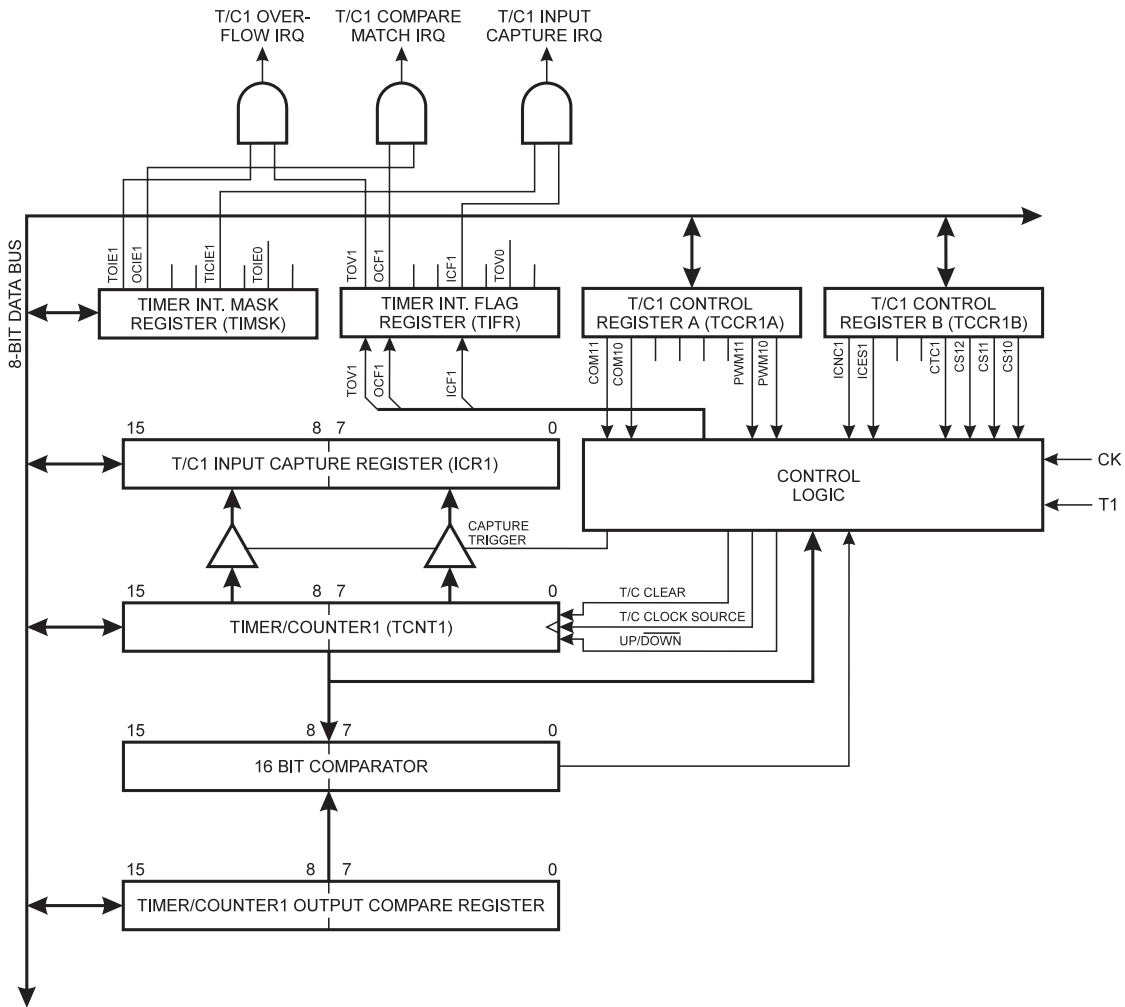 T/C1 OVER-
FLOW IRQ
T/C1 COMPARE
MATCH IRQ
T/C1 INPUT
CAPTURE IRQ
8-BIT DATA BUS
TOIE1
OCIE1
TICIE1
TOIE0
TOV1
OCF1
ICF1
TOV0
TIMER INT. MASK
REGISTER (TIMSK)
TIMER INT. FLAG
REGISTER (TIFR)
T/C1 CONTROL
REGISTER A (TCCR1A)
T/C1 CONTROL
REGISTER B (TCCR1B)
TOV1
OCF1
ICF1
COM11
COM10
PWM11
PWM10
ICNC1
ICES1
CTC1
CS12
CS11
CS10
15 8 7 0
T/C1 INPUT CAPTURE REGISTER (ICR1)
CONTROL
LOGIC
CK
T1
CAPTURE
TRIGGER
15 8 7 0
TIMER/COUNTER1 (TCNT1)
T/C CLEAR
T/C CLOCK SOURCE
UP/DOWN
15 8 7 0
16 BIT COMPARATOR
15 8 7 0
TIMER/COUNTER1 OUTPUT COMPARE REGISTER